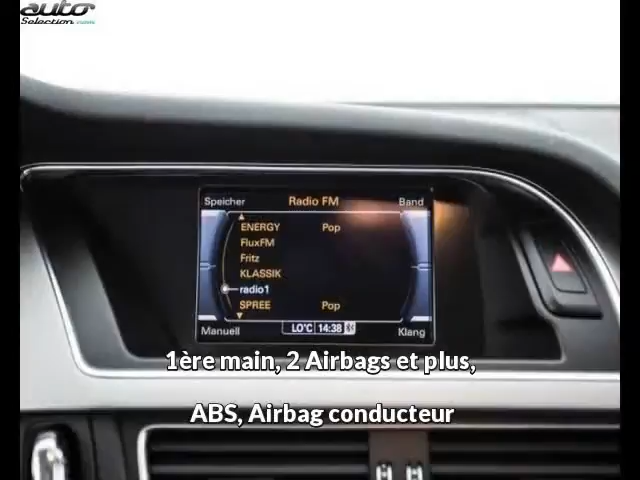 auto
Selection.com
Speicher Radio FM Band
ENERGY Pop
FluxFM
Fritz
KLASSIK
radio1
SPREE Pop
Manuell LO°C 14:38 Klang
1ère main, 2 Airbags et plus,
ABS, Airbag conducteur